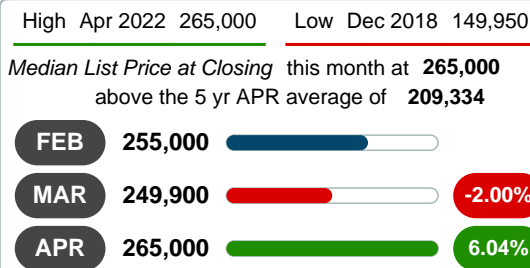 High Apr 2022 265,000 Low Dec 2018 149,950
Median List Price at Closing this month at 265,000
above the 5 yr APR average of 209,334
FEB 255,000
MAR 249,900 -2.00%
APR 265,000 6.04%